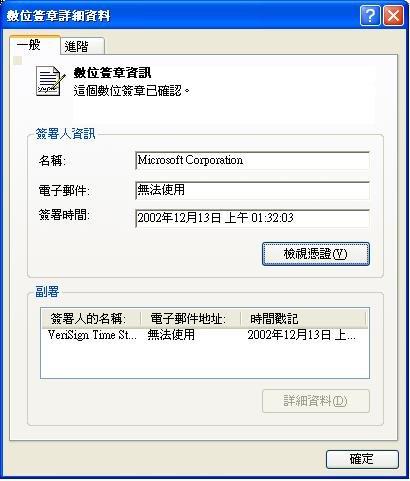 數位簽章詳細資料
一般
進階
數位簽章資訊
這個數位簽章已確認。
簽署人資訊
名稱:
Microsoft Corporation
電子郵件:
無法使用
簽署時間:
2002年12月13日 上午 01:32:03
檢視憑證(V)
副署
簽署人的名稱: 電子郵件地址: 時間戳記
VeriSign Time St... 無法使用 2002年12月13日 上...
詳細資料(D)
確定